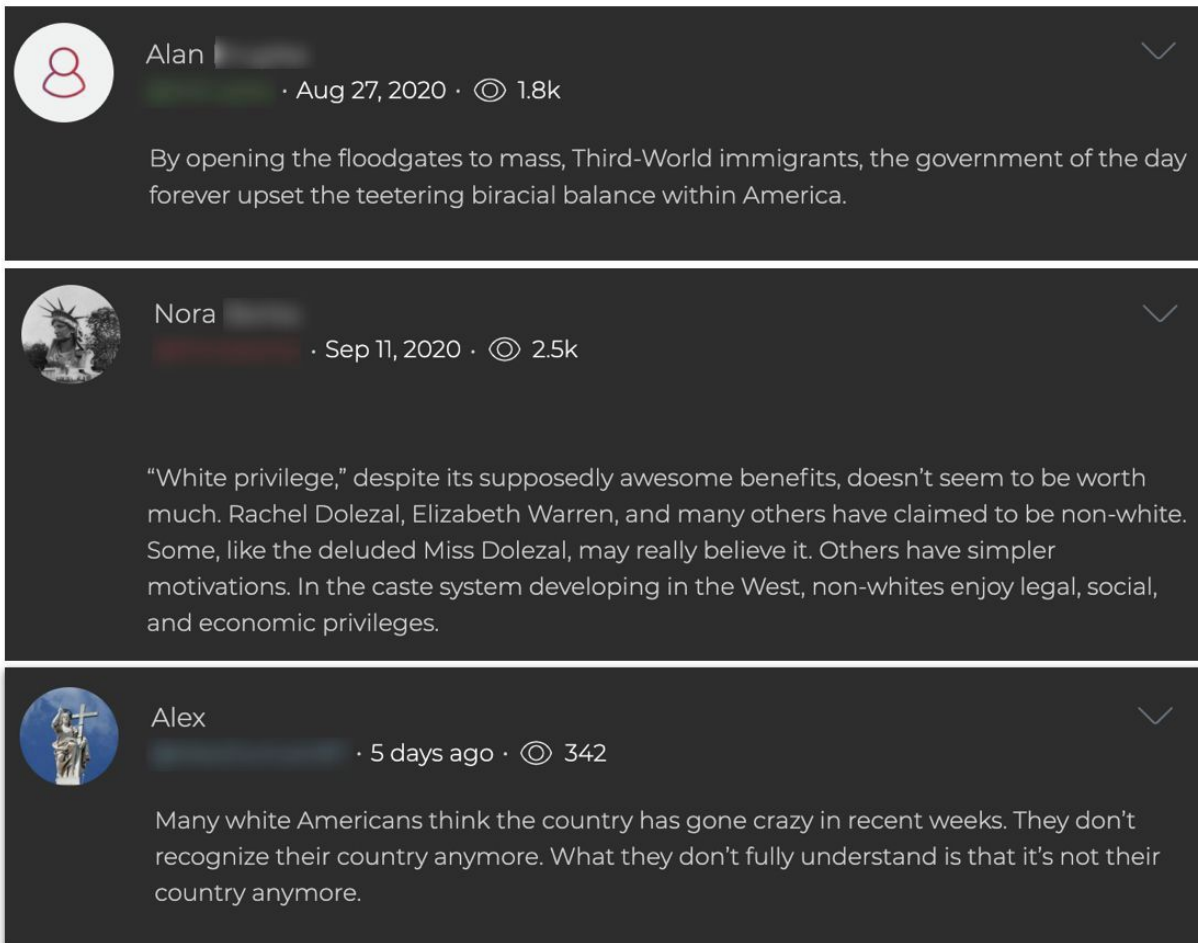 Alan
· Aug 27, 2020 · 1.8k
By opening the floodgates to mass, Third-World immigrants, the government of the day
forever upset the teetering biracial balance within America.
Nora
· Sep 11, 2020 · 2.5k
“White privilege,” despite its supposedly awesome benefits, doesn’t seem to be worth
much. Rachel Dolezal, Elizabeth Warren, and many others have claimed to be non-white.
Some, like the deluded Miss Dolezal, may really believe it. Others have simpler
motivations. In the caste system developing in the West, non-whites enjoy legal, social,
and economic privileges.
Alex
· 5 days ago · 342
Many white Americans think the country has gone crazy in recent weeks. They don’t
recognize their country anymore. What they don’t fully understand is that it’s not their
country anymore.